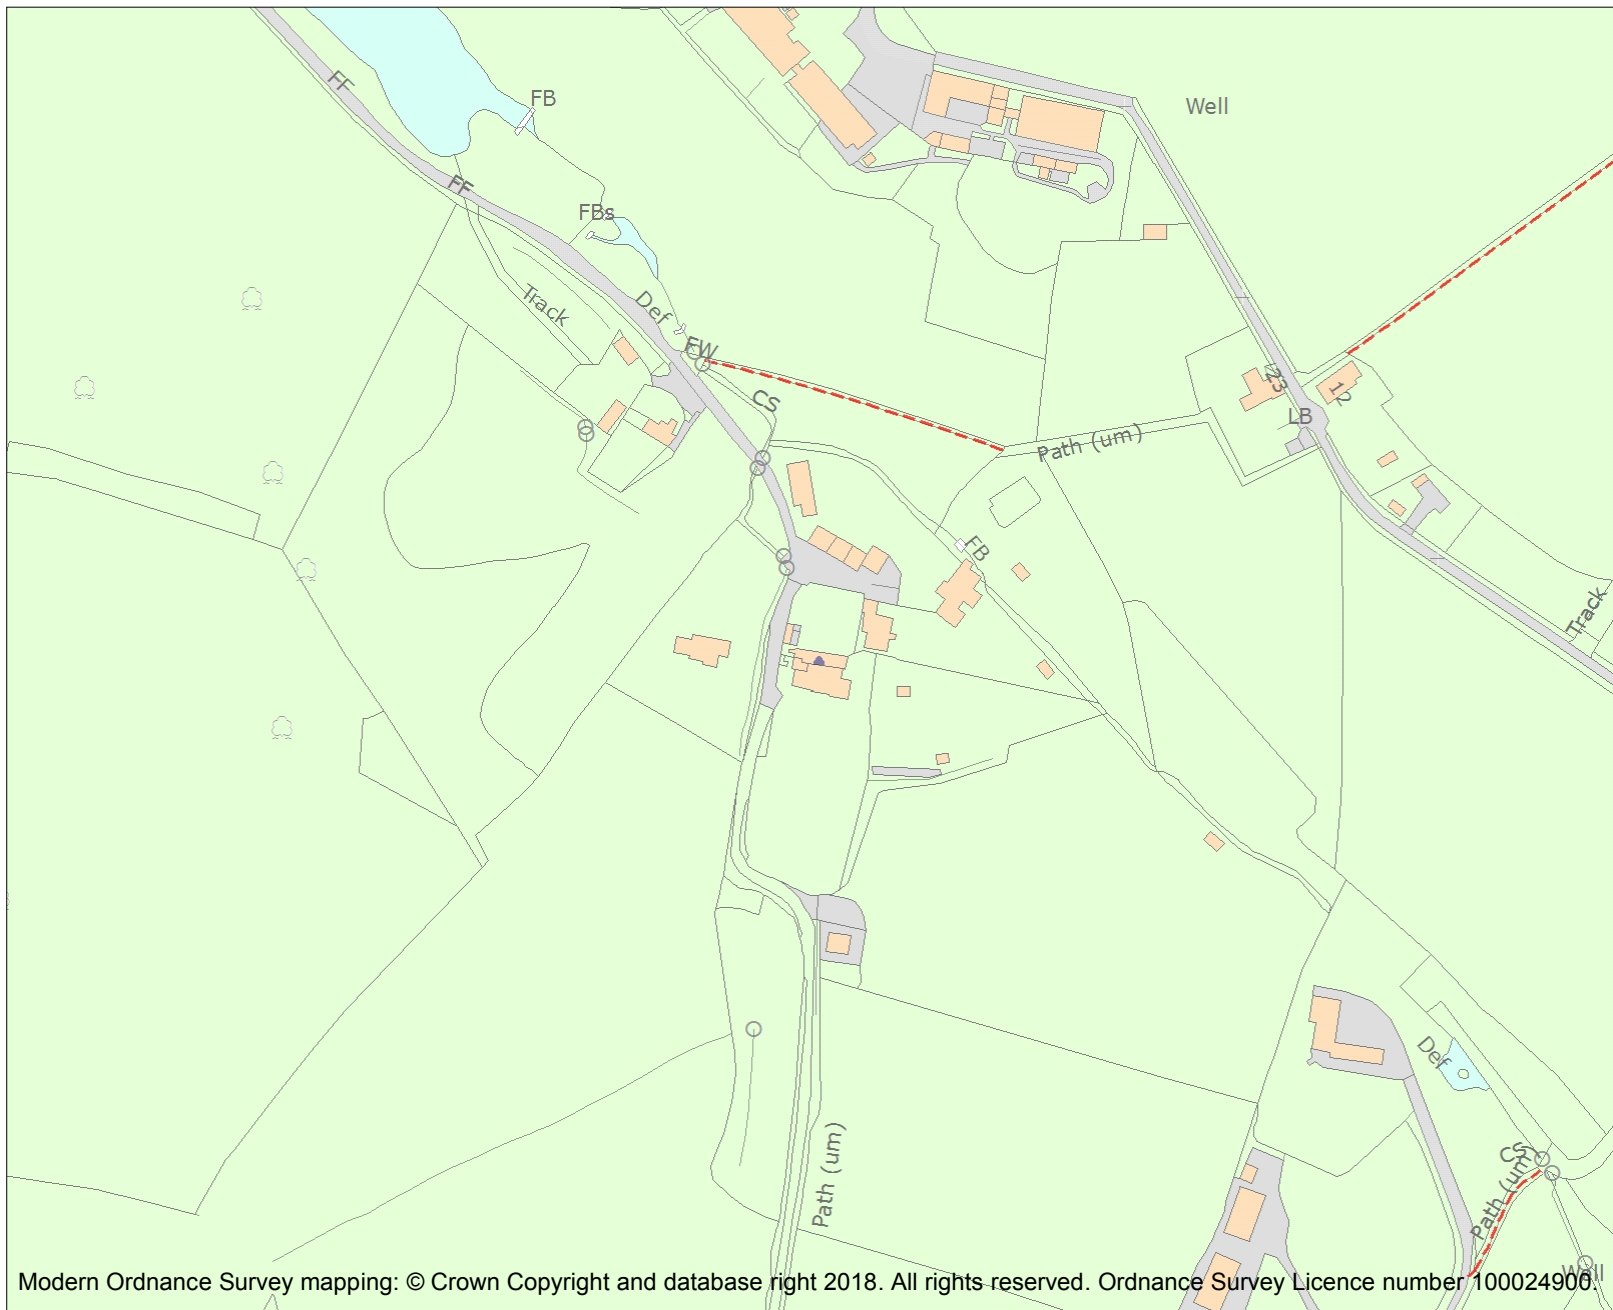 FF
FB
Well
FF
FBs
Track
Def
FW
CS
23
12
LB
Path (um)
FB
Track
Def
CS
Path (um)
Path (um)
Well
Modern Ordnance Survey mapping: © Crown Copyright and database right 2018. All rights reserved. Ordnance Survey Licence number 100024900.